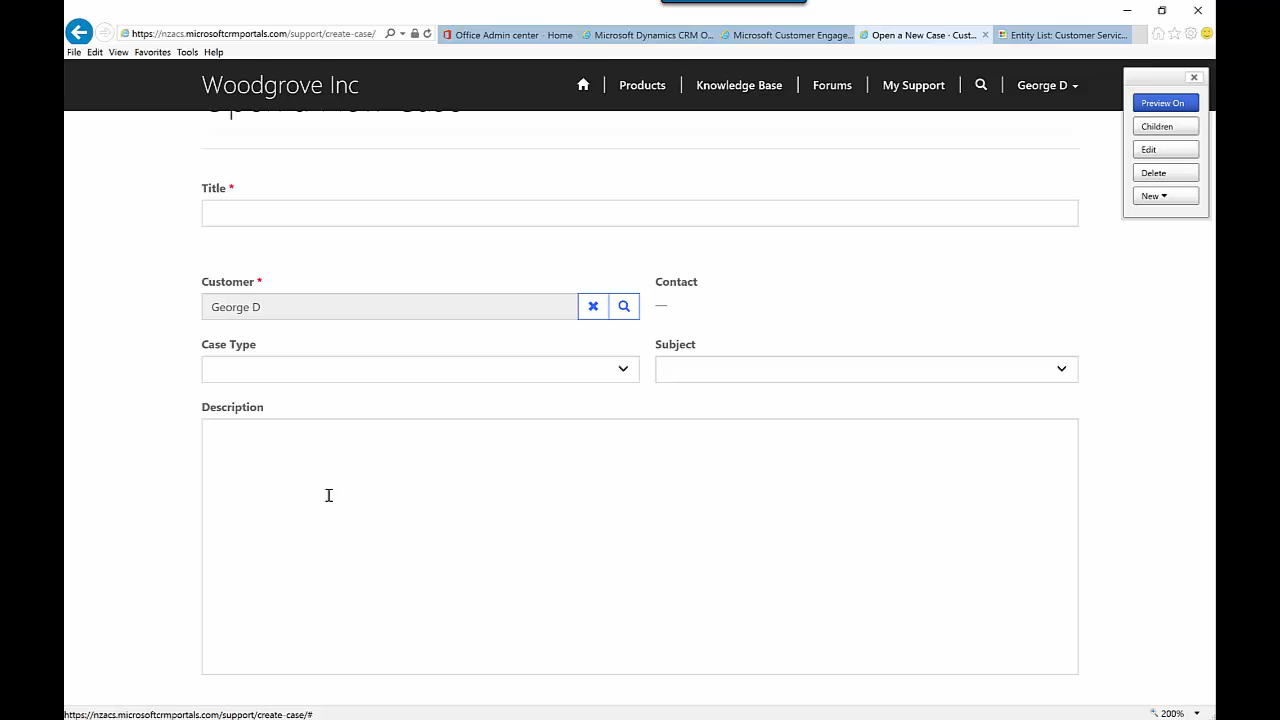 https://nzacs.microsoftcrmportals.com/support/create-case/
Office Admin center - Home
Microsoft Dynamics CRM O...
Microsoft Customer Engage...
Open a New Case - Cust...
Entity List: Customer Servic...
File Edit View Favorites Tools Help
Woodgrove Inc
Products
Knowledge Base
Forums
My Support
George D
Preview On
Children
Edit
Delete
New
Title *
Customer *
Contact
George D
—
Case Type
Subject
Description
https://nzacs.microsoftcrmportals.com/support/create-case/#
200%